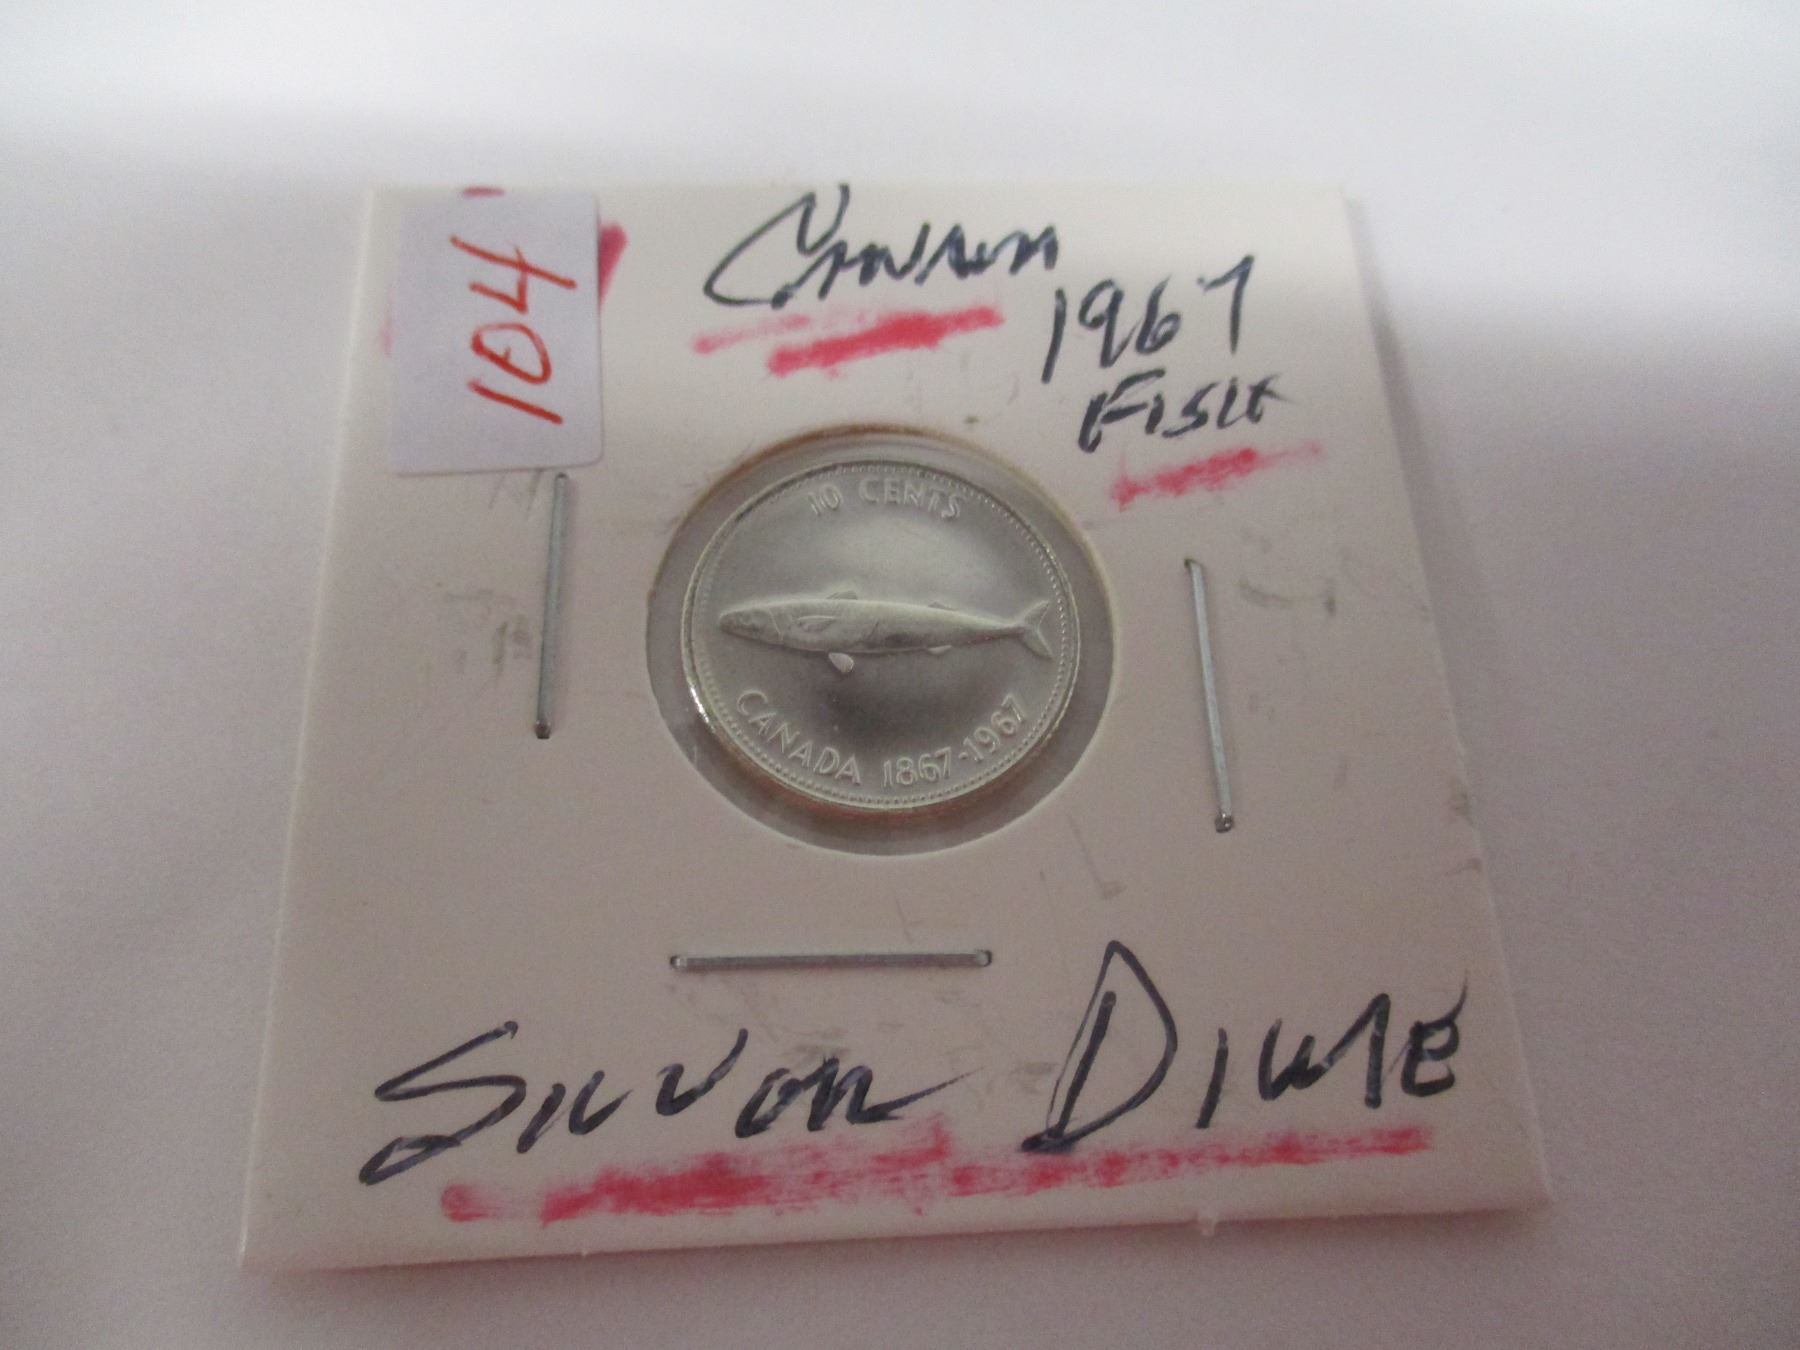 104
CANADA
1967
FISH
10 CENTS
CANADA 1867-1967
SILVER DIME